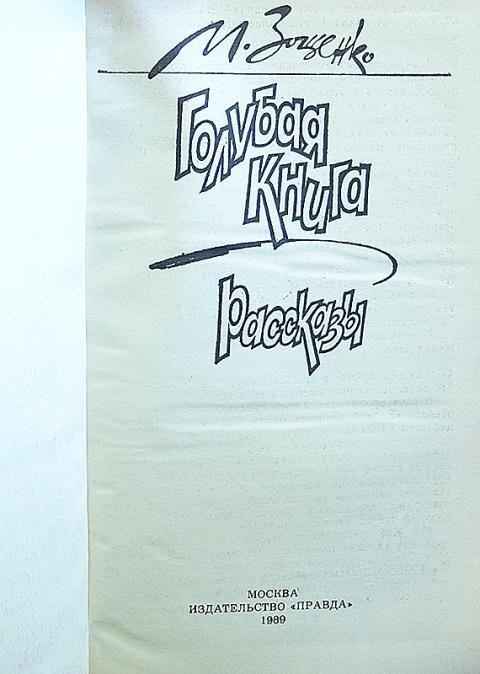 М. Зощенко
Голубая
Книга
Рассказы
МОСКВА
ИЗДАТЕЛЬСТВО «ПРАВДА»
1989